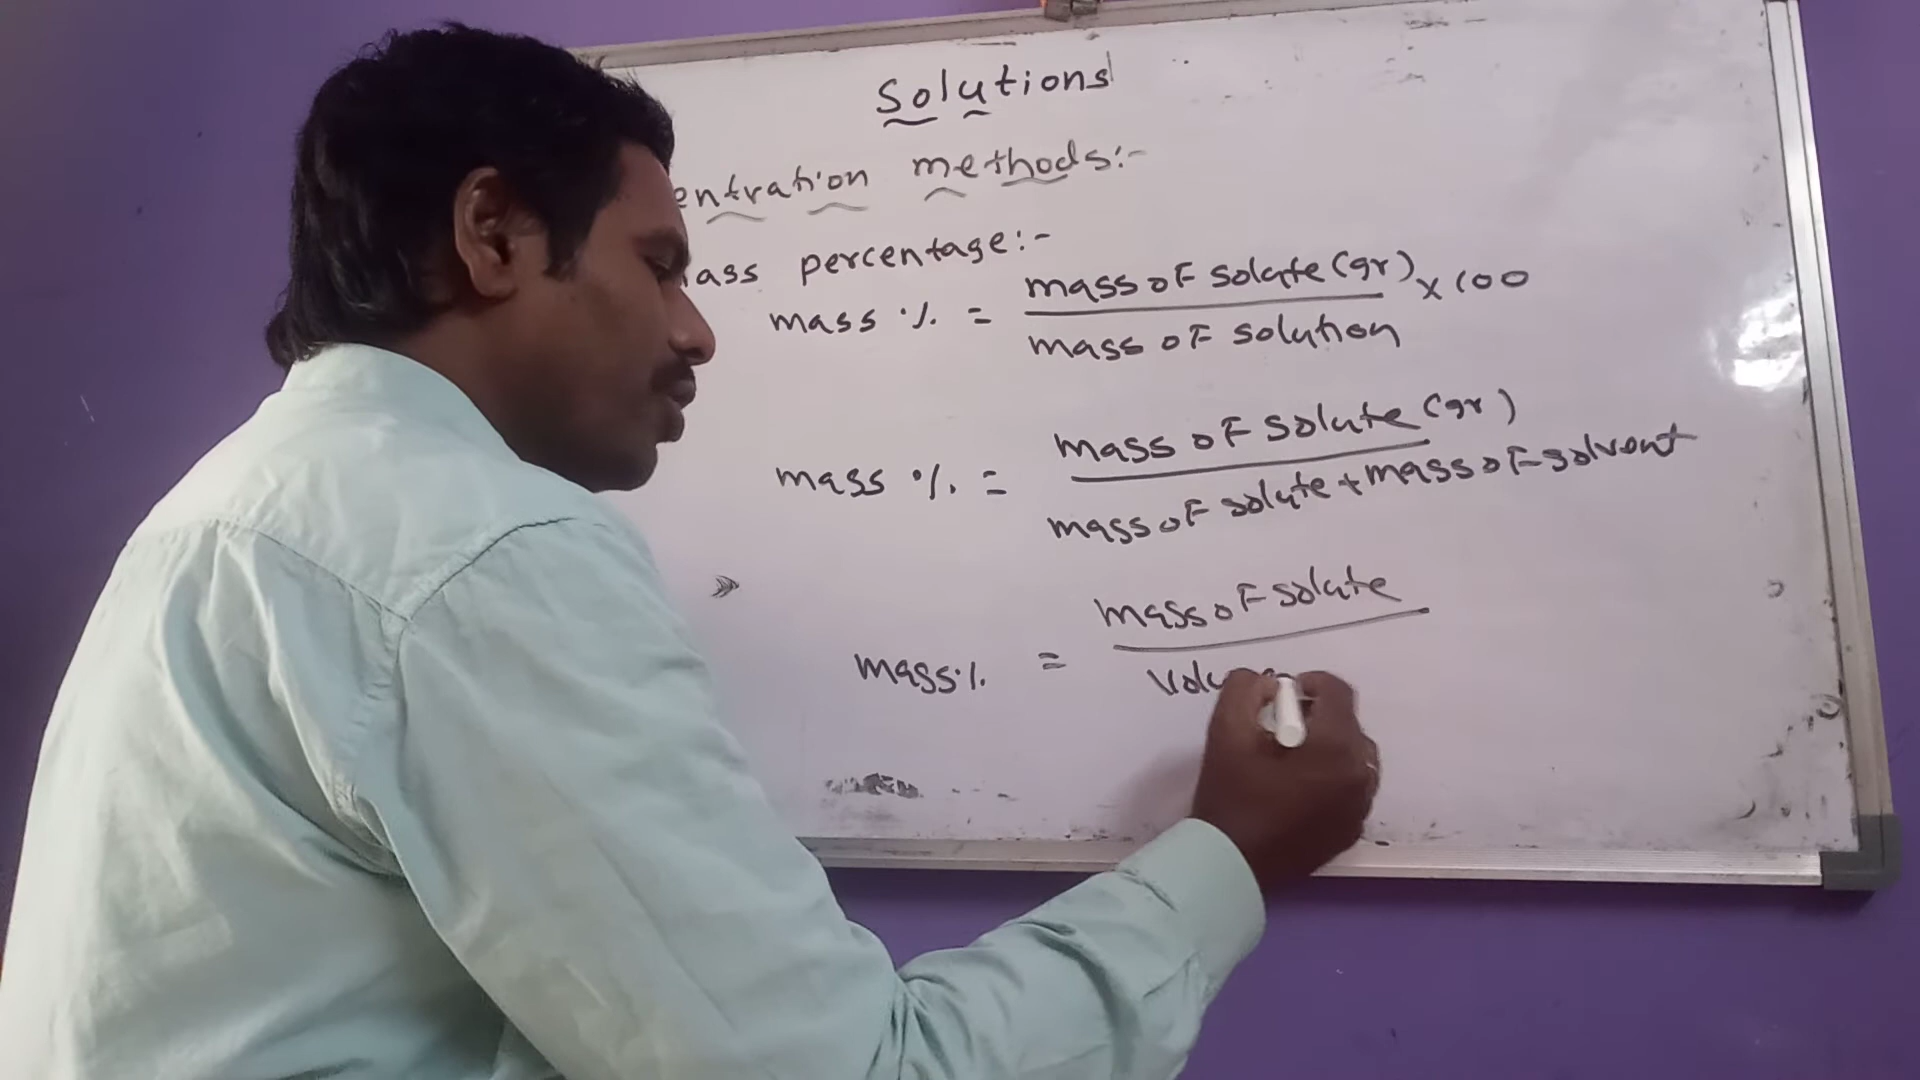 Solutions
entration methods:-
ass percentage:-
mass % = mass of solute (gr) × 100
mass of solution
mass % = mass of solute (gr)
mass of solute + mass of solvent
mass % = mass of solute